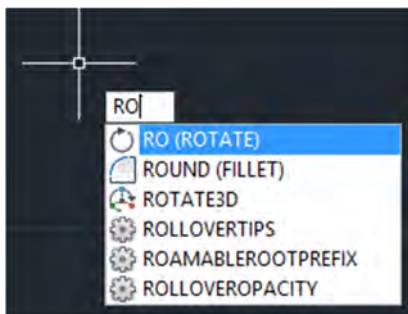 RO
RO (ROTATE)
ROUND (FILLET)
ROTATE3D
ROLLOVERTIPS
ROAMABLEROOTPREFIX
ROLLOVEROPACITY